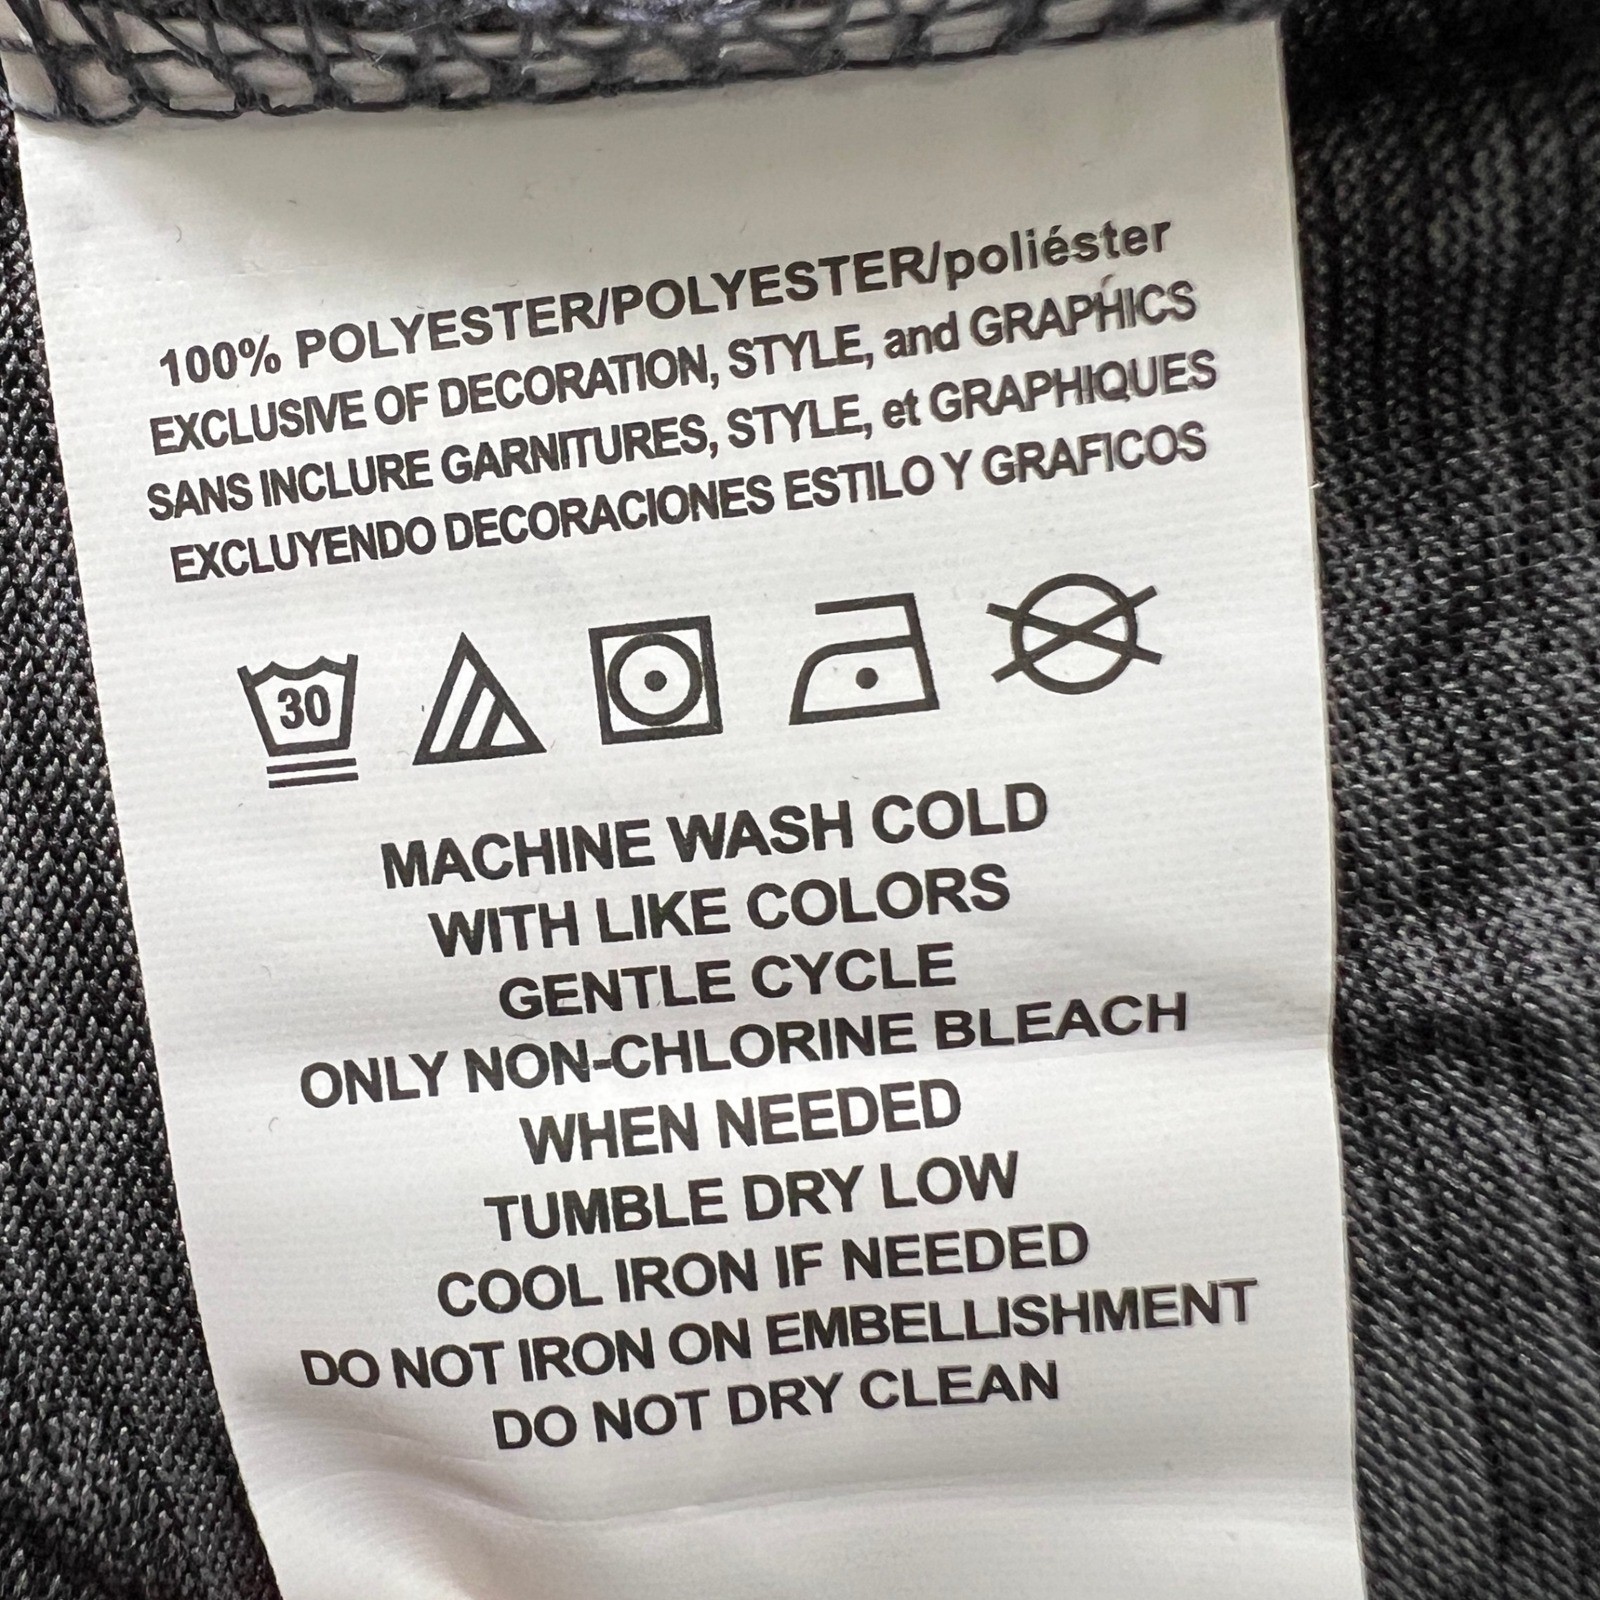 100% POLYESTER/POLYESTER/poliéster
EXCLUSIVE OF DECORATION, STYLE, and GRAPHICS
SANS INCLURE GARNITURES, STYLE, et GRAPHIQUES
EXCLUYENDO DECORACIONES ESTILO Y GRAFICOS
30
MACHINE WASH COLD
WITH LIKE COLORS
GENTLE CYCLE
ONLY NON-CHLORINE BLEACH
WHEN NEEDED
TUMBLE DRY LOW
COOL IRON IF NEEDED
DO NOT IRON ON EMBELLISHMENT
DO NOT DRY CLEAN